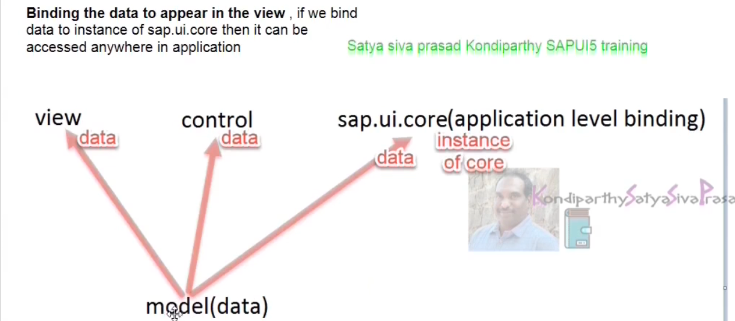 Binding the data to appear in the view , if we bind
data to instance of sap.ui.core then it can be
accessed anywhere in application
Satya siva prasad Kondiparthy SAPUI5 training
view
control
sap.ui.core(application level binding)
data
data
data
instance
of core
KondiparthySatyaSivaPrasa
model(data)